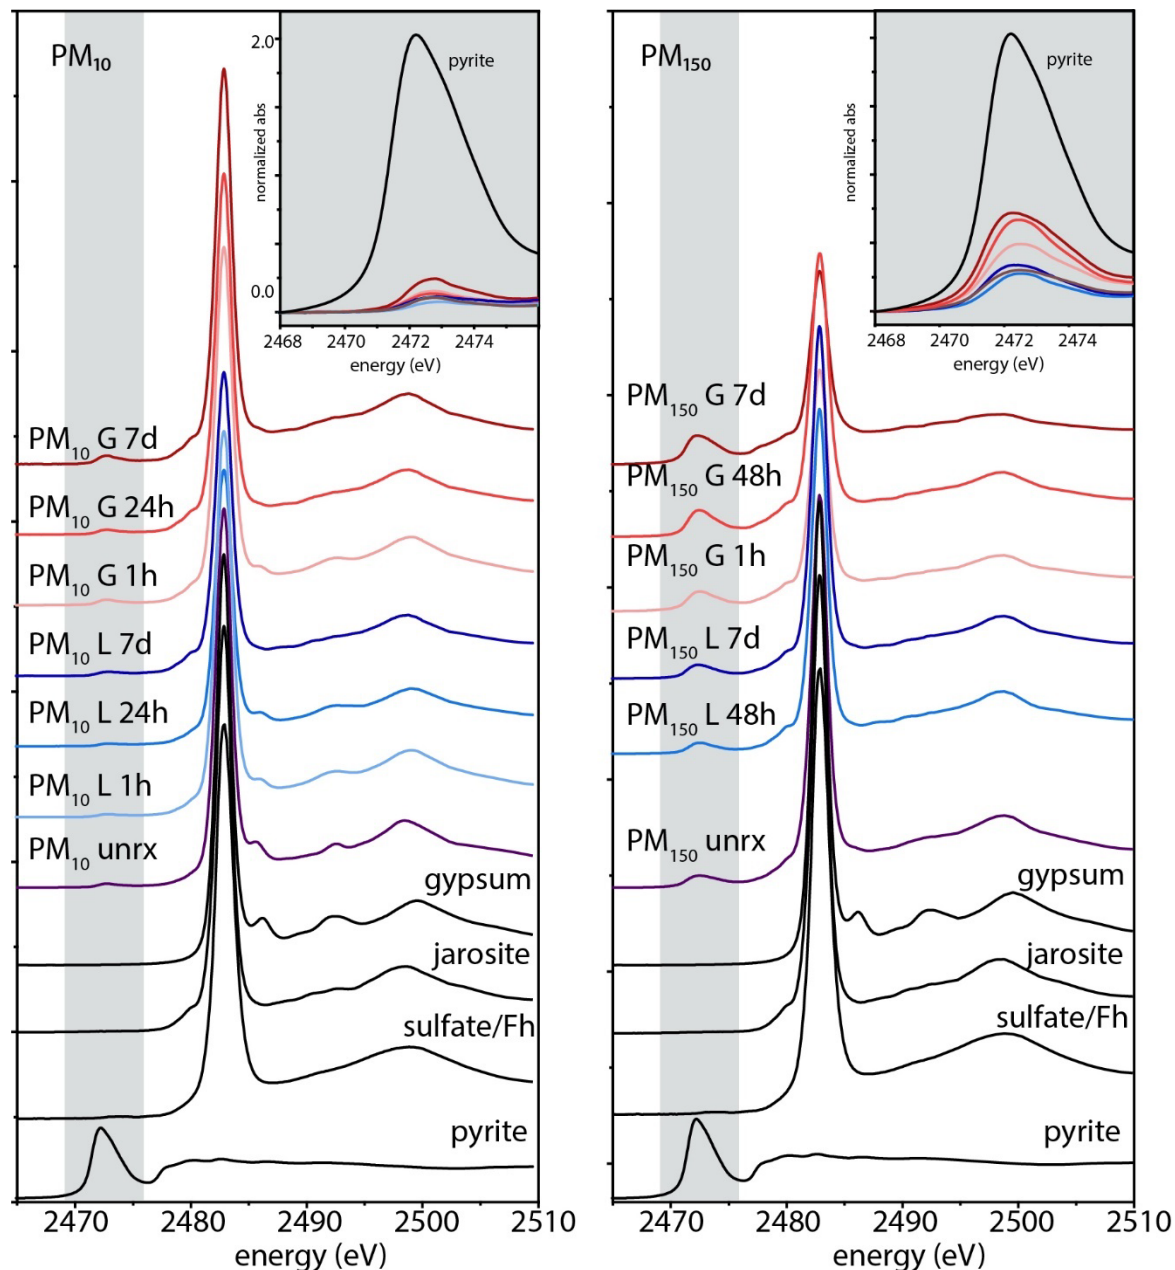 PM10
2.0
pyrite
normalized abs
0.0
2468 2470 2472 2474
energy (eV)
PM10 G 7d
PM10 G 24h
PM10 G 1h
PM10 L 7d
PM10 L 24h
PM10 L 1h
PM10 unrx
gypsum
jarosite
sulfate/Fh
pyrite
2470 2480 2490 2500 2510
energy (eV)
PM150
pyrite
normalized abs
2468 2470 2472 2474
energy (eV)
PM150 G 7d
PM150 G 48h
PM150 G 1h
PM150 L 7d
PM150 L 48h
PM150 unrx
gypsum
jarosite
sulfate/Fh
pyrite
2470 2480 2490 2500 2510
energy (eV)